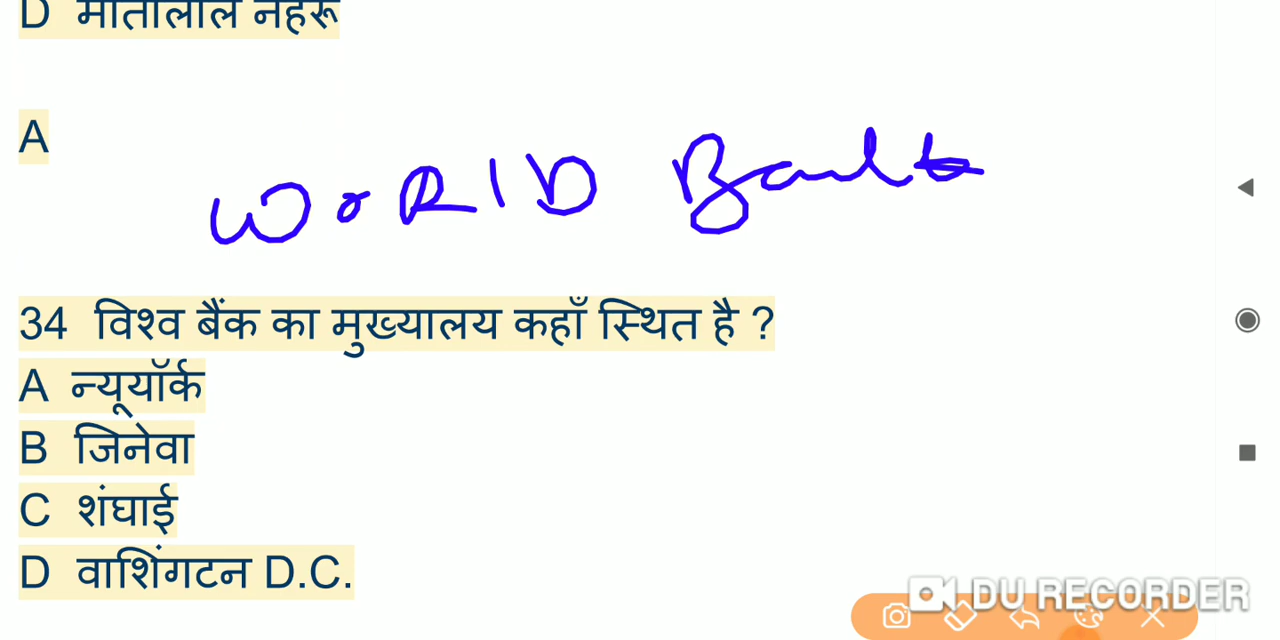 D मोतीलाल नेहरू
A
WORlD Bank
34 विश्व बैंक का मुख्यालय कहाँ स्थित है ?
A न्यूयॉर्क
B जिनेवा
C शंघाई
D वाशिंगटन D.C.
DU RECORDER